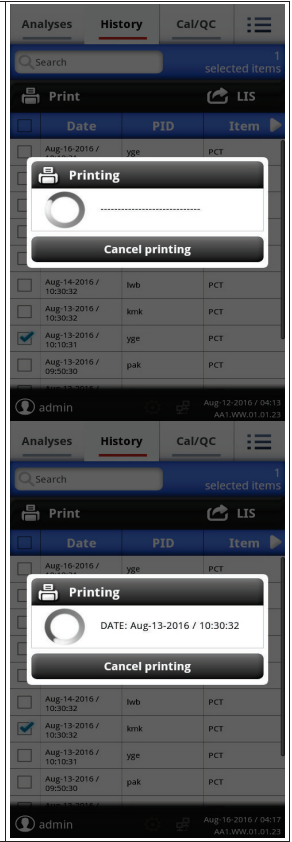 Analyses History Cal/QC
Search
1
selected items
Print LIS
Date PID Item
Aug-16-2016 / yge PCT
Printing
----------------------------
Cancel printing
Aug-14-2016 / lwb PCT
10:30:32
Aug-13-2016 / kmk PCT
10:30:32
Aug-13-2016 / yge PCT
10:10:31
Aug-13-2016 / pak PCT
09:50:30
admin
Aug-12-2016 / 04:13
AA1.WW.01.01.23
Analyses History Cal/QC
Search
1
selected items
Print LIS
Date PID Item
Aug-16-2016 / yge PCT
Printing
DATE: Aug-13-2016 / 10:30:32
Cancel printing
Aug-14-2016 / lwb PCT
10:30:32
Aug-13-2016 / kmk PCT
10:30:32
Aug-13-2016 / yge PCT
10:10:31
Aug-13-2016 / pak PCT
09:50:30
admin
Aug-16-2016 / 04:17
AA1.WW.01.01.23